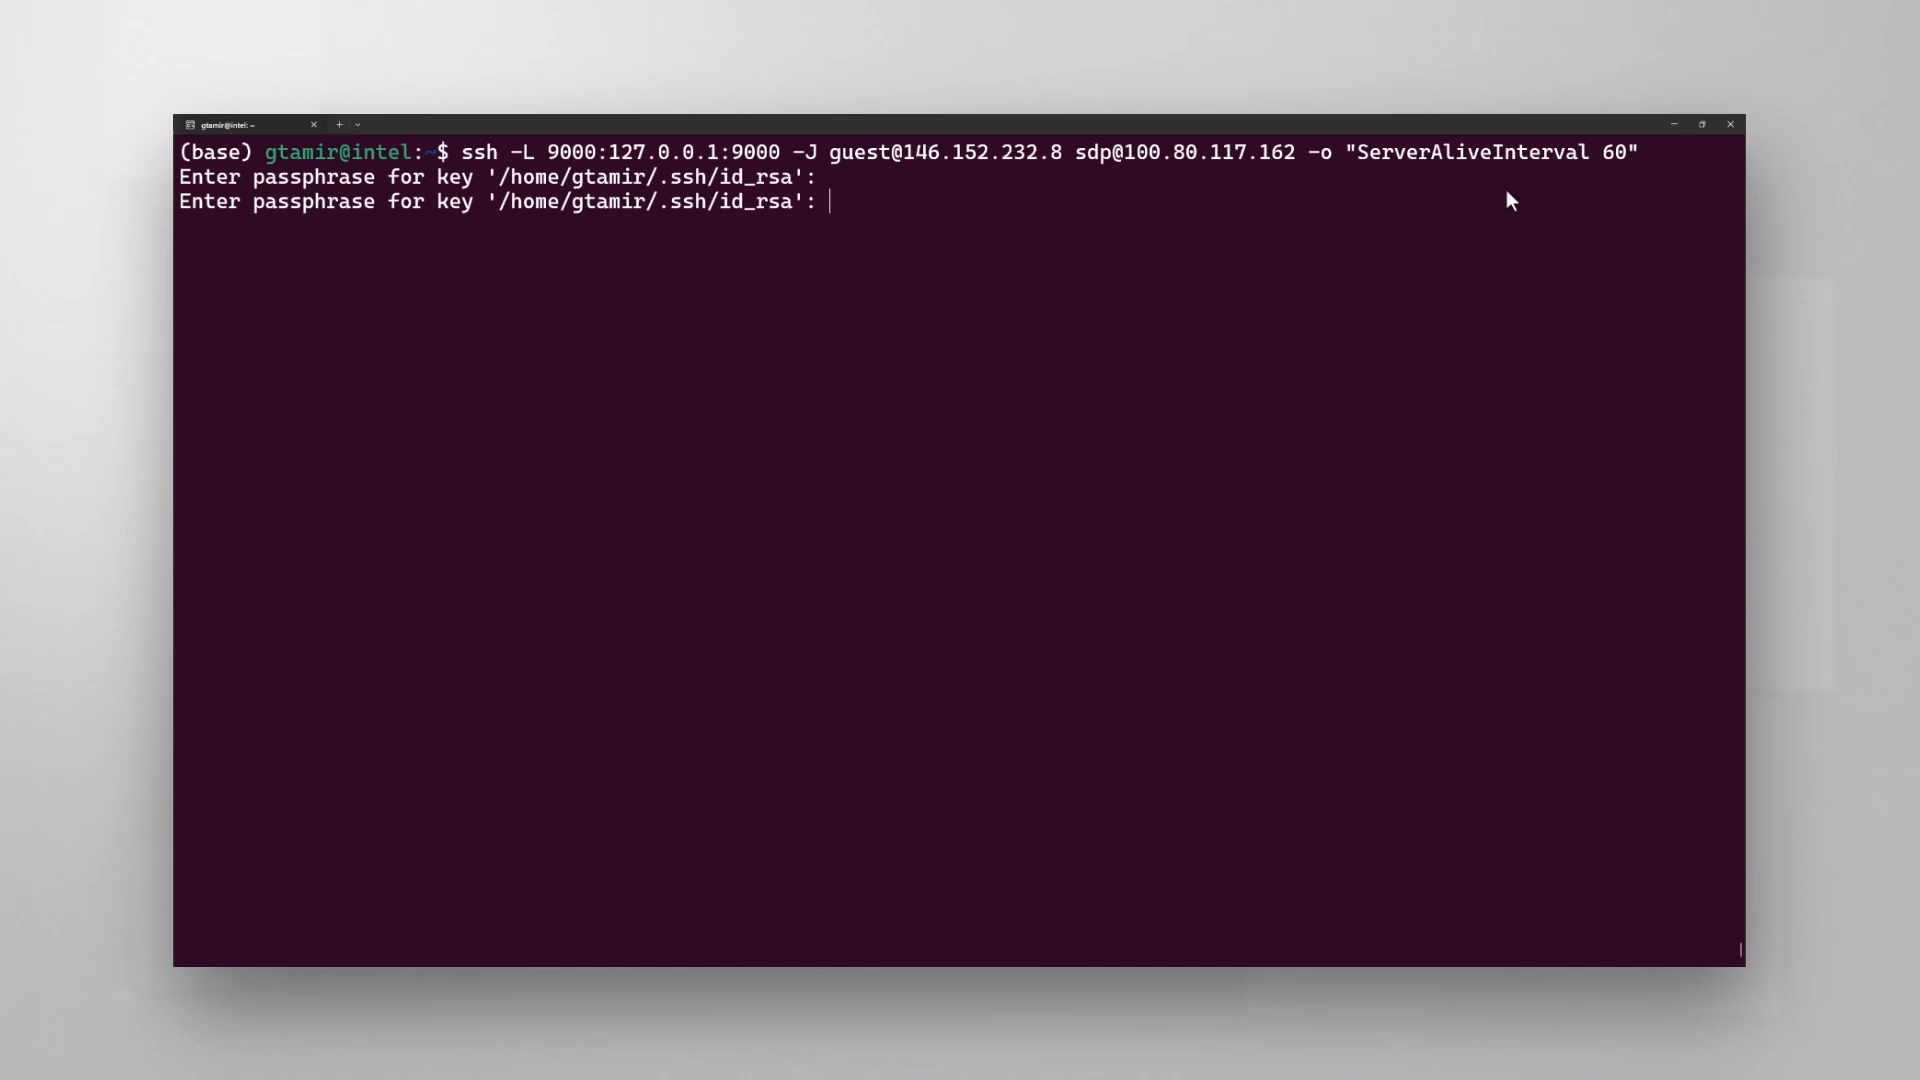 gtamir@intel: ~
(base) gtamir@intel:~$ ssh -L 9000:127.0.0.1:9000 -J guest@146.152.232.8 sdp@100.80.117.162 -o "ServerAliveInterval 60"
Enter passphrase for key '/home/gtamir/.ssh/id_rsa':
Enter passphrase for key '/home/gtamir/.ssh/id_rsa':